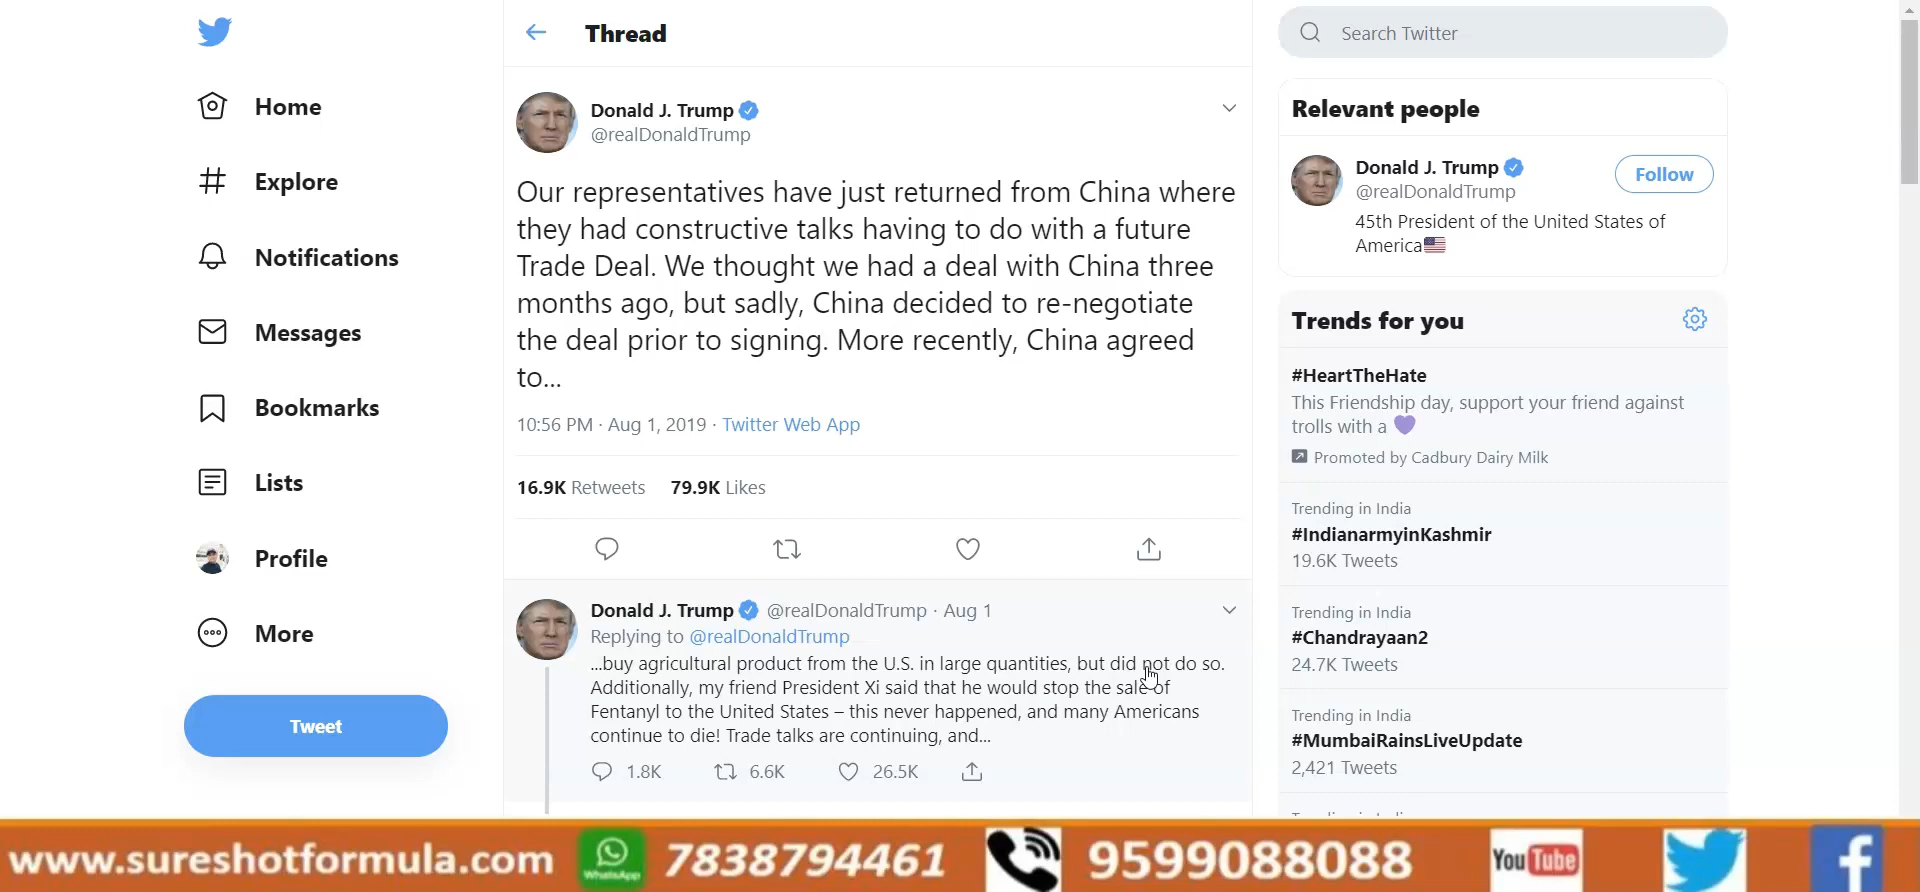 Home
Explore
Notifications
Messages
Bookmarks
Lists
Profile
More
Tweet
Thread
Donald J. Trump
@realDonaldTrump
Our representatives have just returned from China where
they had constructive talks having to do with a future
Trade Deal. We thought we had a deal with China three
months ago, but sadly, China decided to re-negotiate
the deal prior to signing. More recently, China agreed
to...
10:56 PM · Aug 1, 2019 · Twitter Web App
16.9K Retweets 79.9K Likes
Donald J. Trump @realDonaldTrump · Aug 1
Replying to @realDonaldTrump
...buy agricultural product from the U.S. in large quantities, but did not do so.
Additionally, my friend President Xi said that he would stop the sale of
Fentanyl to the United States – this never happened, and many Americans
continue to die! Trade talks are continuing, and...
1.8K 6.6K 26.5K
Search Twitter
Relevant people
Donald J. Trump
Follow
@realDonaldTrump
45th President of the United States of
America
Trends for you
#HeartTheHate
This Friendship day, support your friend against
trolls with a
Promoted by Cadbury Dairy Milk
Trending in India
#IndianarmyinKashmir
19.6K Tweets
Trending in India
#Chandrayaan2
24.7K Tweets
Trending in India
#MumbaiRainsLiveUpdate
2,421 Tweets
www.sureshotformula.com WhatsApp 7838794461 9599088088 YouTube